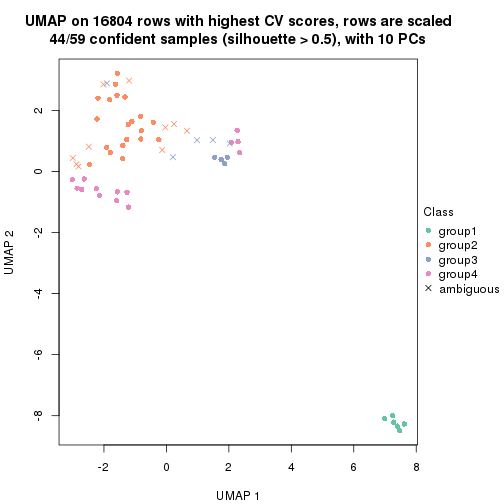 UMAP on 16804 rows with highest CV scores, rows are scaled
44/59 confident samples (silhouette > 0.5), with 10 PCs
2
0
-2
-4
-6
-8
UMAP 2
-2
0
2
4
6
8
UMAP 1
Class
group1
group2
group3
group4
ambiguous